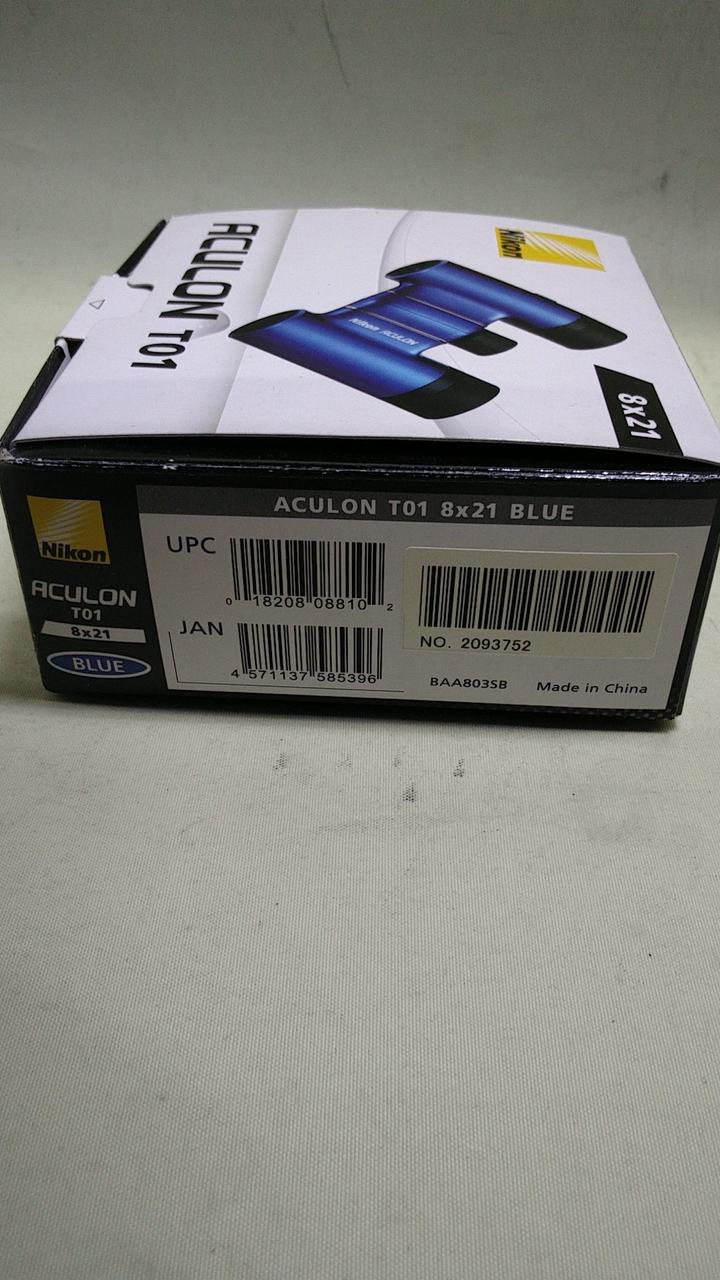 Nikon
ACULON T01
Nikon ACULON
8x21
Nikon
ACULON
T01
8x21
BLUE
ACULON T01 8x21 BLUE
UPC
0 18208 08810 2
JAN
4 571137 585396
NO. 2093752
BAA803SB
Made in China